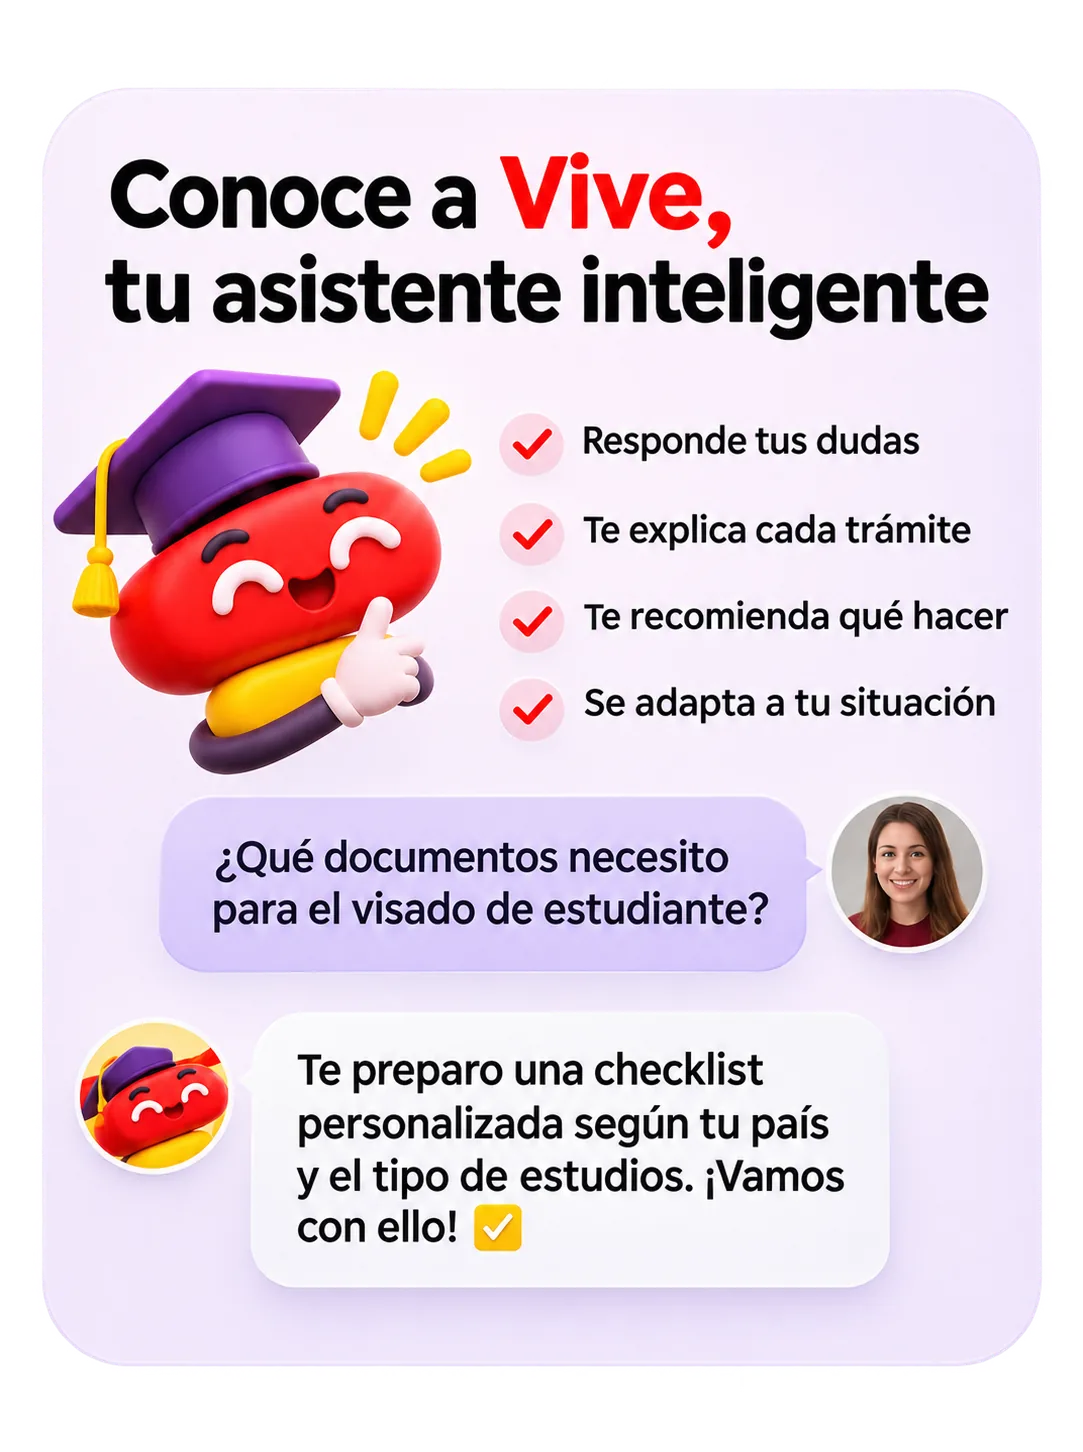 Conoce a Vive,
tu asistente inteligente
Responde tus dudas
Te explica cada trámite
Te recomienda qué hacer
Se adapta a tu situación
¿Qué documentos necesito
para el visado de estudiante?
Te preparo una checklist
personalizada según tu país
y el tipo de estudios. ¡Vamos
con ello! ✅